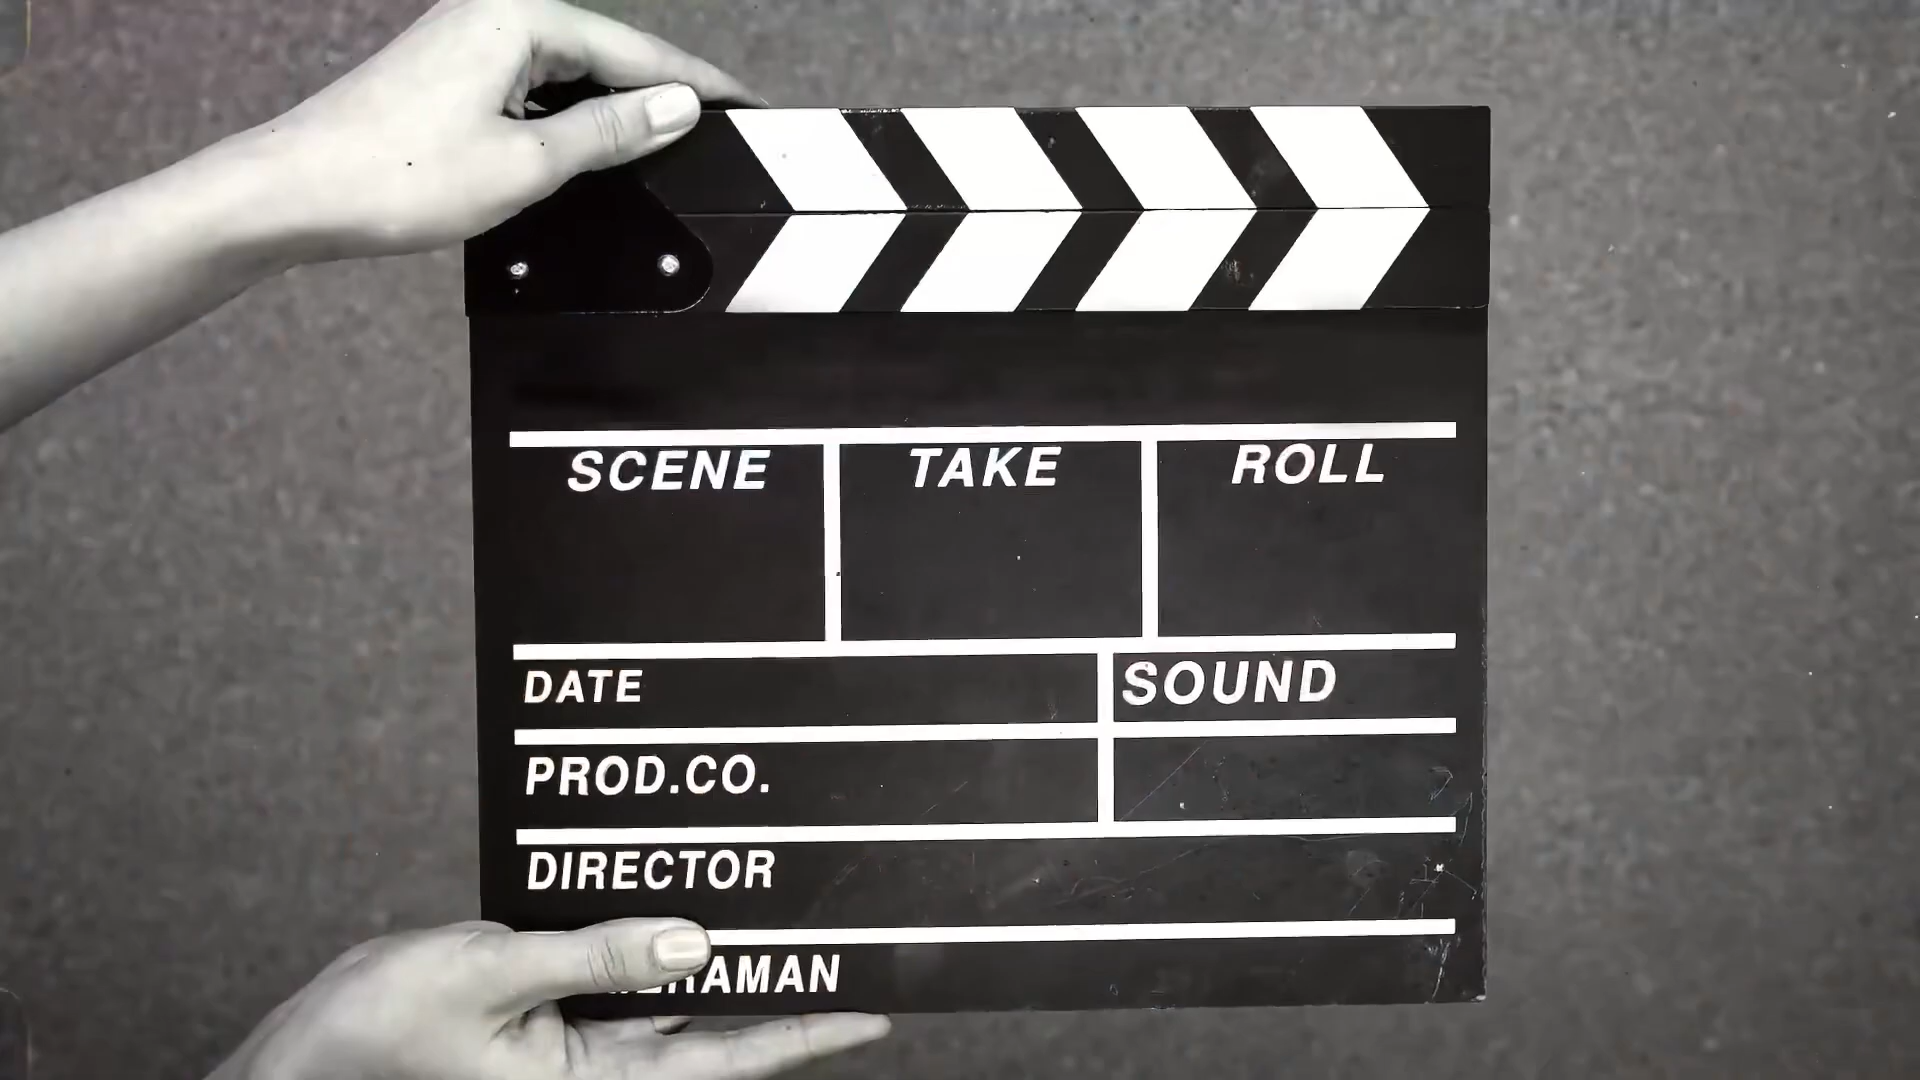 SCENE TAKE ROLL
DATE SOUND
PROD.CO.
DIRECTOR